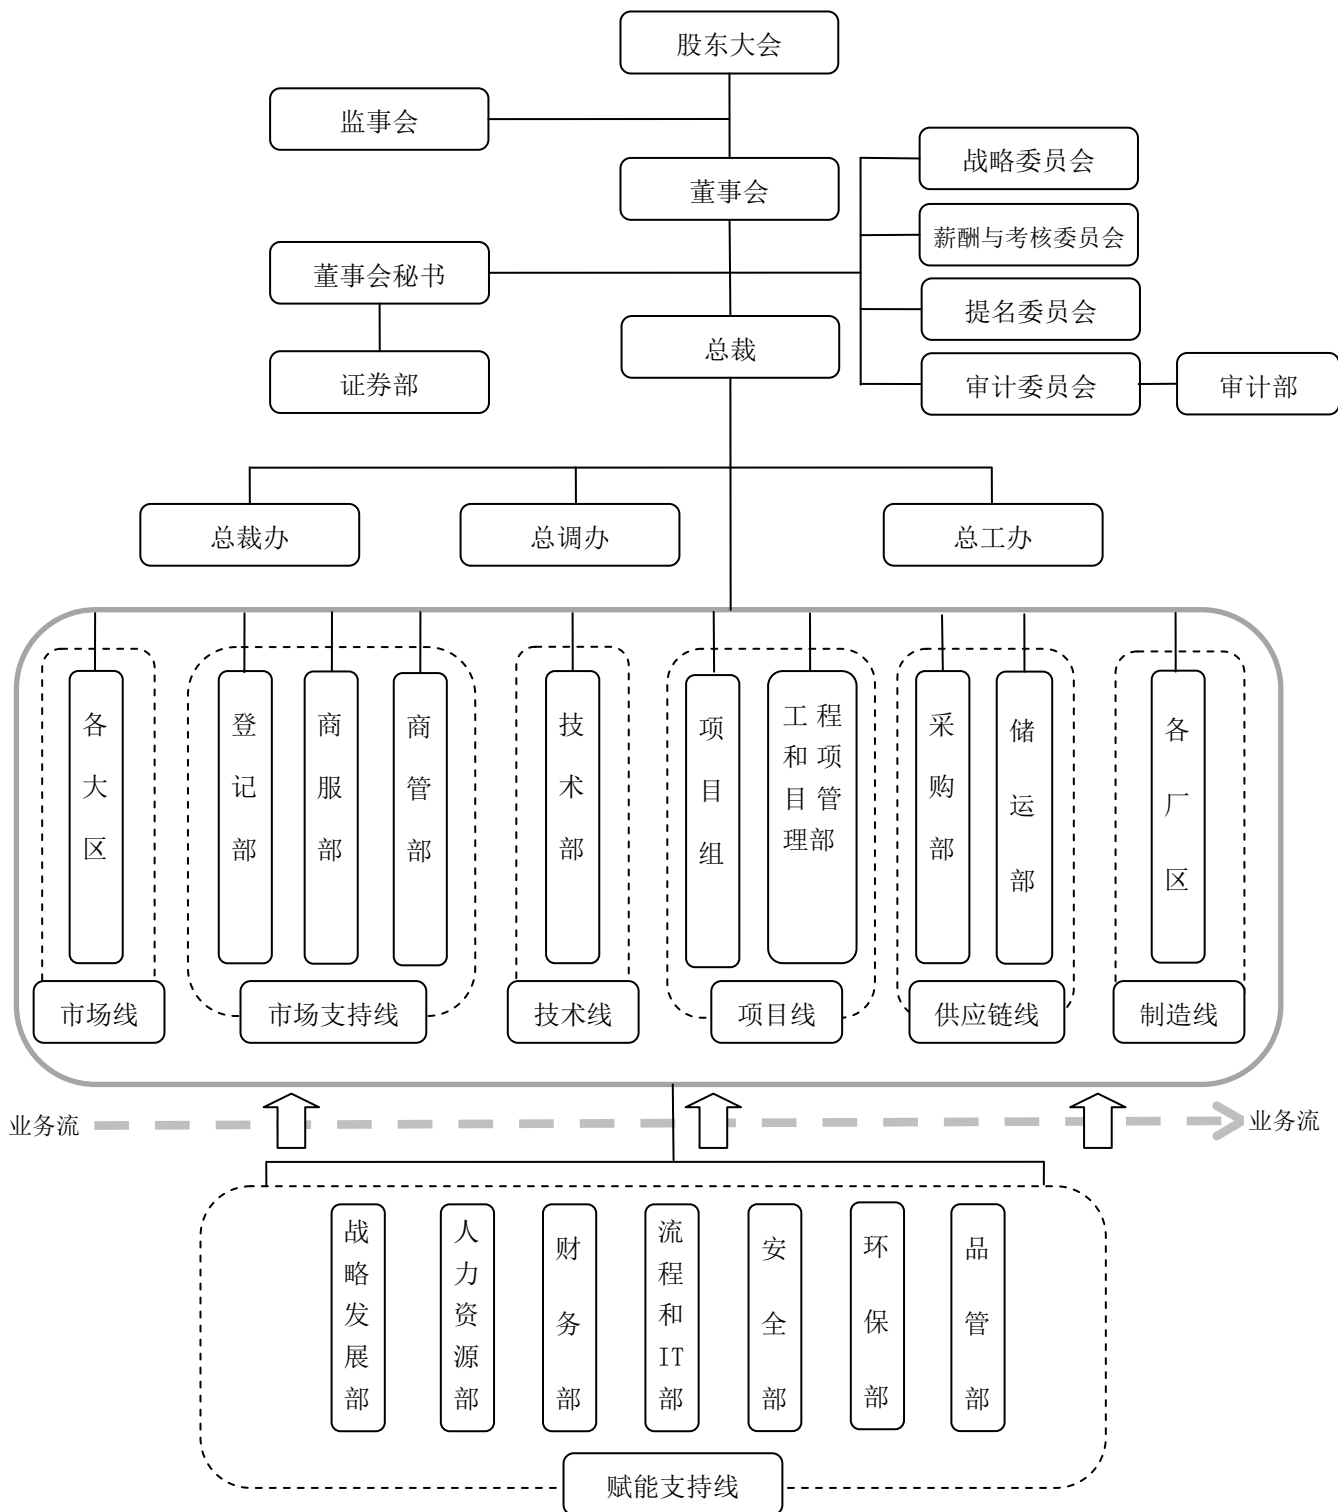 股东大会
监事会
董事会
战略委员会
薪酬与考核委员会
董事会秘书
提名委员会
总裁
证券部
审计委员会
审计部
总裁办
总调办
总工办
各大区
登记部
商服部
商管部
技术部
项目组
工程
和项
目管
理部
采购部
储运部
各厂区
市场线
市场支持线
技术线
项目线
供应链线
制造线
业务流
业务流
战略发展部
人力资源部
财务部
流程和IT部
安全部
环保部
品管部
赋能支持线